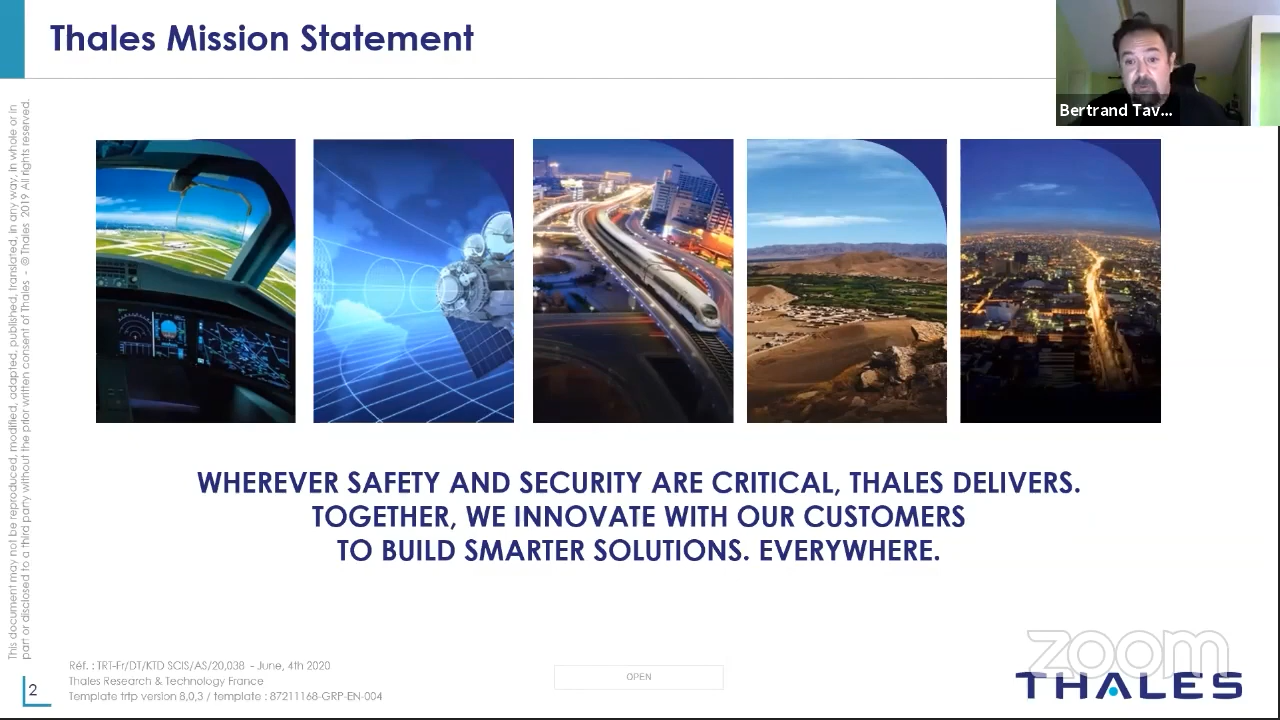 Thales Mission Statement
Bertrand Tav...
This document may not be reproduced, modified, adapted, published, translated, in any way, in whole or in
part or disclosed to a third party without the prior written consent of Thales - © Thales 2019 All rights reserved.
WHEREVER SAFETY AND SECURITY ARE CRITICAL, THALES DELIVERS.
TOGETHER, WE INNOVATE WITH OUR CUSTOMERS
TO BUILD SMARTER SOLUTIONS. EVERYWHERE.
zoom
THALES
Réf. : TRT-Fr/DT/KTD SCIS/AS/20,038 - June, 4th 2020
Thales Research & Technology France
Template trtp version 8,0,3 / template : 87211168-GRP-EN-004
2
OPEN